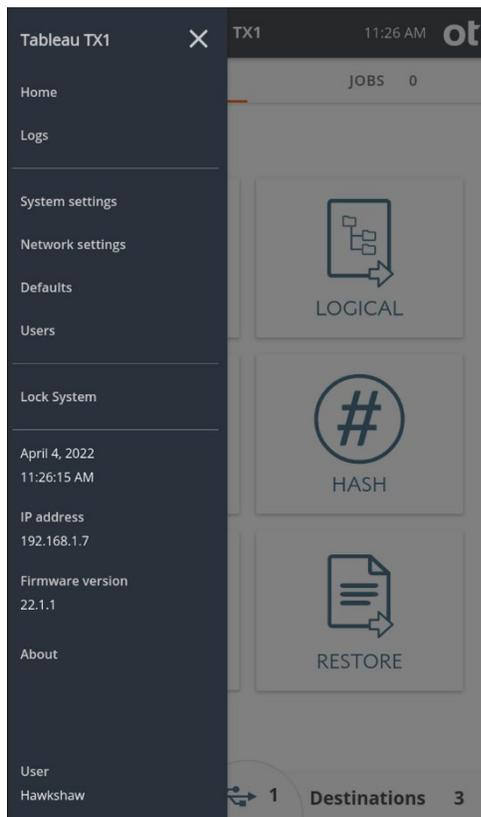 Tableau TX1
TX1
11:26 AM
ot
Home
JOBS 0
Logs
System settings
Network settings
Defaults
Users
Lock System
April 4, 2022
11:26:15 AM
IP address
192.168.1.7
Firmware version
22.1.1
About
User
Hawkshaw
LOGICAL
#
HASH
RESTORE
1
Destinations 3